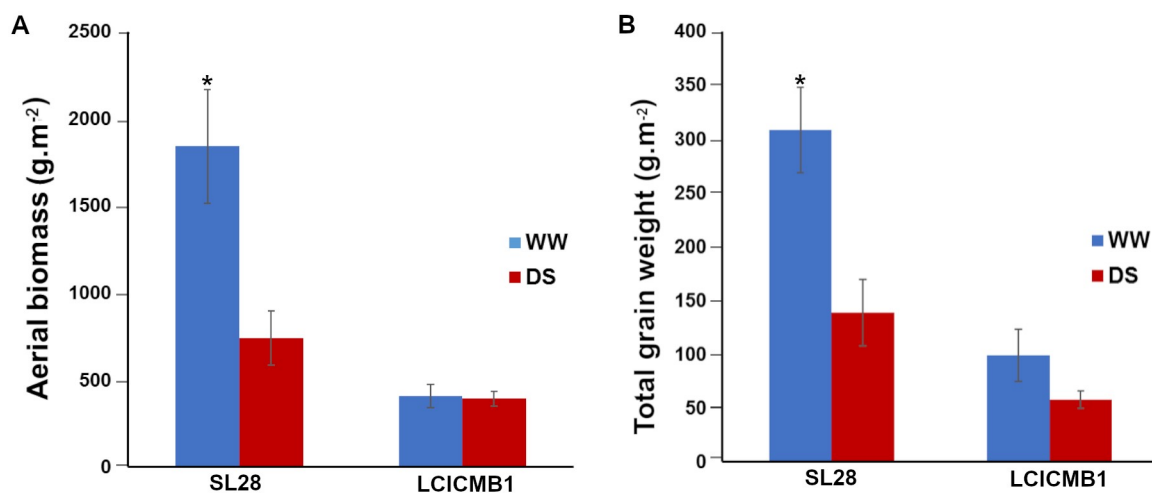 A
Aerial biomass (g.m-2)
2500
2000
1500
1000
500
0
*
WW
DS
SL28
LCICMB1
B
Total grain weight (g.m-2)
400
350
300
250
200
150
100
50
0
*
WW
DS
SL28
LCICMB1